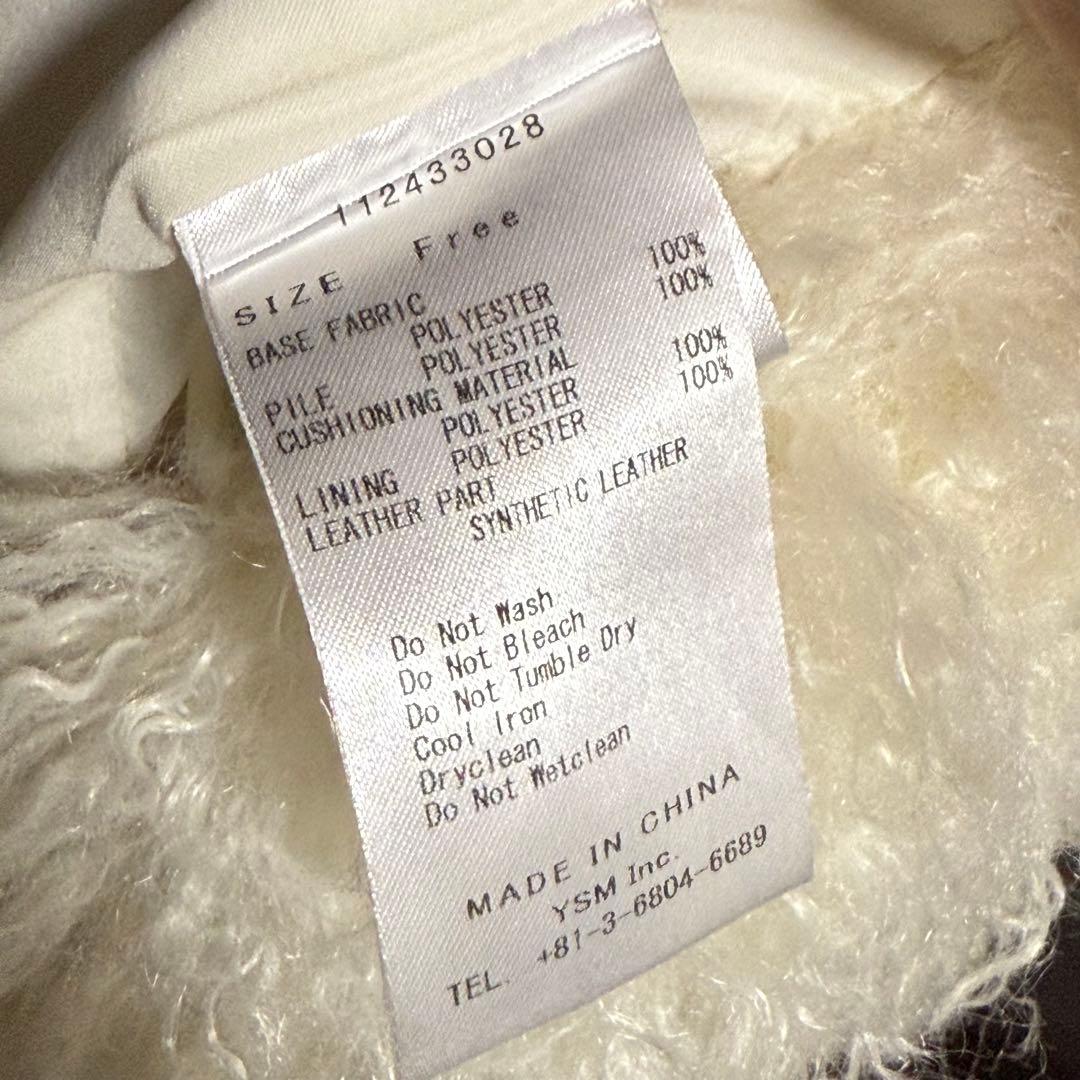 112433028
SIZE Free
BASE FABRIC
POLYESTER 100%
PILE POLYESTER 100%
CUSHIONING MATERIAL
POLYESTER 100%
LINING POLYESTER 100%
LEATHER PART
SYNTHETIC LEATHER
Do Not Wash
Do Not Bleach
Do Not Tumble Dry
Cool Iron
Dryclean
Do Not Wetclean
MADE IN CHINA
YSM Inc.
TEL. +81-3-6804-6689